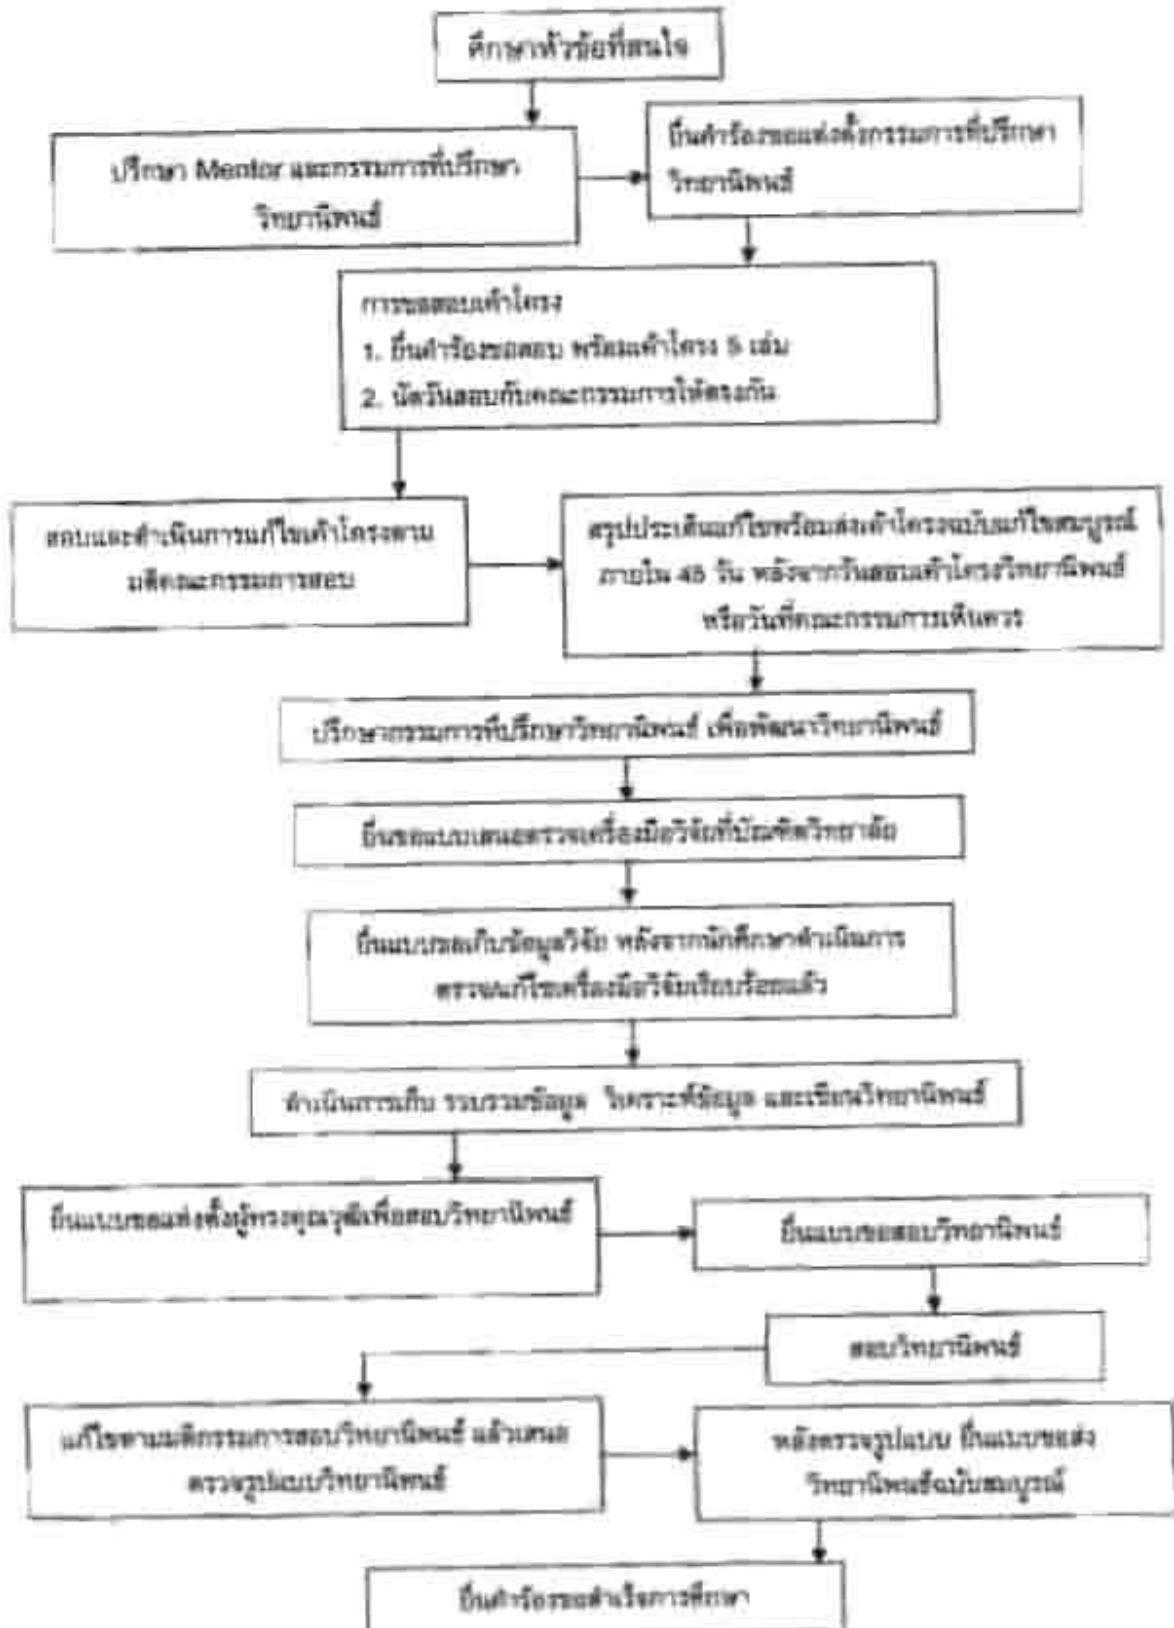 ศึกษาหัวข้อที่สนใจ
ปรึกษา Mentor และกรรมการที่ปรึกษา
วิทยานิพนธ์
ยื่นคำร้องขอแต่งตั้งกรรมการที่ปรึกษา
วิทยานิพนธ์
การขอสอบเค้าโครง
1. ยื่นคำร้องขอสอบ พร้อมเค้าโครง 5 เล่ม
2. นัดวันสอบกับคณะกรรมการให้ตรงกัน
สอบและดำเนินการแก้ไขเค้าโครงตาม
มติคณะกรรมการสอบ
สรุปประเด็นแก้ไขพร้อมส่งเค้าโครงฉบับแก้ไขสมบูรณ์
ภายใน 45 วัน หลังจากวันสอบเค้าโครงวิทยานิพนธ์
หรือวันที่คณะกรรมการเห็นควร
ปรึกษากรรมการที่ปรึกษาวิทยานิพนธ์ เพื่อพัฒนาวิทยานิพนธ์
ยื่นขอแบบเสนอตรวจเครื่องมือวิจัยที่บัณฑิตวิทยาลัย
ยื่นแบบขอเก็บข้อมูลวิจัย หลังจากนักศึกษาดำเนินการ
ตรวจแก้ไขเครื่องมือวิจัยเรียบร้อยแล้ว
ดำเนินการเก็บ รวบรวมข้อมูล วิเคราะห์ข้อมูล และเขียนวิทยานิพนธ์
ยื่นแบบขอแต่งตั้งผู้ทรงคุณวุฒิเพื่อสอบวิทยานิพนธ์
ยื่นแบบขอสอบวิทยานิพนธ์
สอบวิทยานิพนธ์
แก้ไขตามมติกรรมการสอบวิทยานิพนธ์ แล้วเสนอ
ตรวจรูปแบบวิทยานิพนธ์
หลังตรวจรูปแบบ ยื่นแบบขอส่ง
วิทยานิพนธ์ฉบับสมบูรณ์
ยื่นคำร้องขอสำเร็จการศึกษา